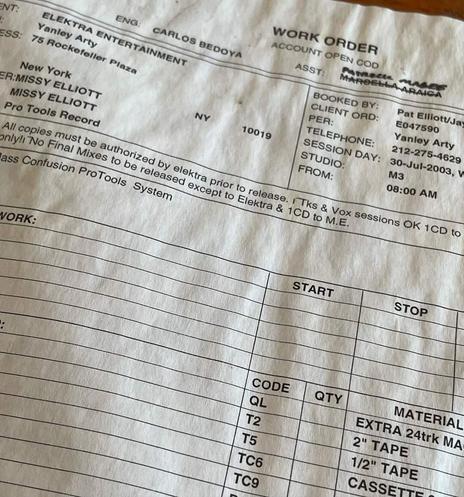 ENT: ELEKTRA ENTERTAINMENT ENG: CARLOS BEDOYA WORK ORDER
Yanley Arty ACCOUNT OPEN COD
ESS: 75 Rockefeller Plaza ASST: MARDELLA ARAICA
New York NY 10019
ER:MISSY ELLIOTT
MISSY ELLIOTT
Pro Tools Record
BOOKED BY: Pat Elliott/Jay
CLIENT ORD: E047590
PER: Yanley Arty
TELEPHONE: 212-275-4629
SESSION DAY: 30-Jul-2003, W
STUDIO: M3
FROM: 08:00 AM
All copies must be authorized by elektra prior to release. Tks & Vox sessions OK 1CD to
only! No Final Mixes to be released except to Elektra & 1CD to M.E.
ass Confusion ProTools System
WORK:
START STOP
CODE QTY MATERIAL
QL EXTRA 24trk MA
T2 2" TAPE
T5 1/2" TAPE
TC6 CASSETTE
TC9